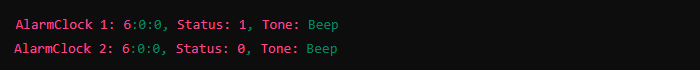 AlarmClock 1: 6:0:0, Status: 1, Tone: Beep
AlarmClock 2: 6:0:0, Status: 0, Tone: Beep